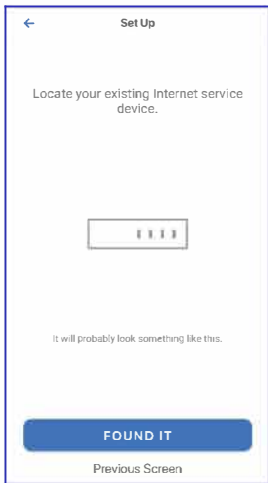 Set Up
Locate your existing Internet service
device.
It will probably look something like this.
FOUND IT
Previous Screen